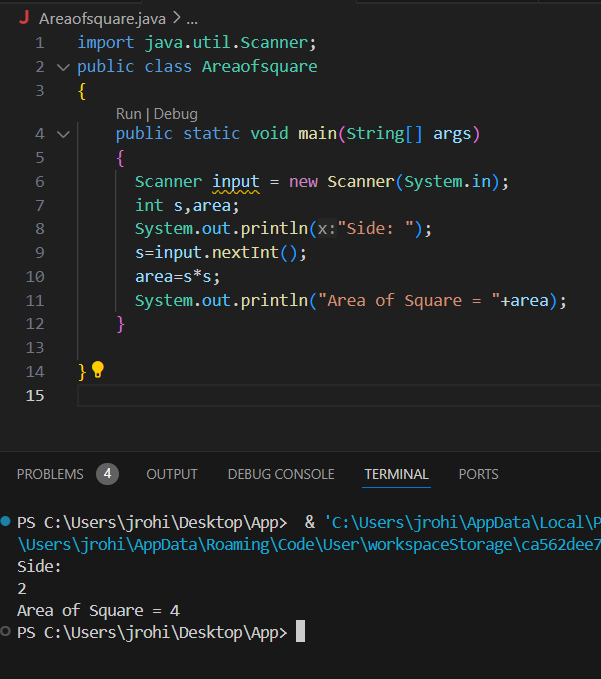 J Areaofsquare.java > ...
1 import java.util.Scanner;
2 public class Areaofsquare
3 {
Run | Debug
4 public static void main(String[] args)
5 {
6 Scanner input = new Scanner(System.in);
7 int s,area;
8 System.out.println(x:"Side: ");
9 s=input.nextInt();
10 area=s*s;
11 System.out.println("Area of Square = "+area);
12 }
13
14 }
15
PROBLEMS 4 OUTPUT DEBUG CONSOLE TERMINAL PORTS
PS C:\Users\jrohi\Desktop\App> & 'C:\Users\jrohi\AppData\Local\P
\Users\jrohi\AppData\Roaming\Code\User\workspaceStorage\ca562dee7
Side:
2
Area of Square = 4
PS C:\Users\jrohi\Desktop\App>